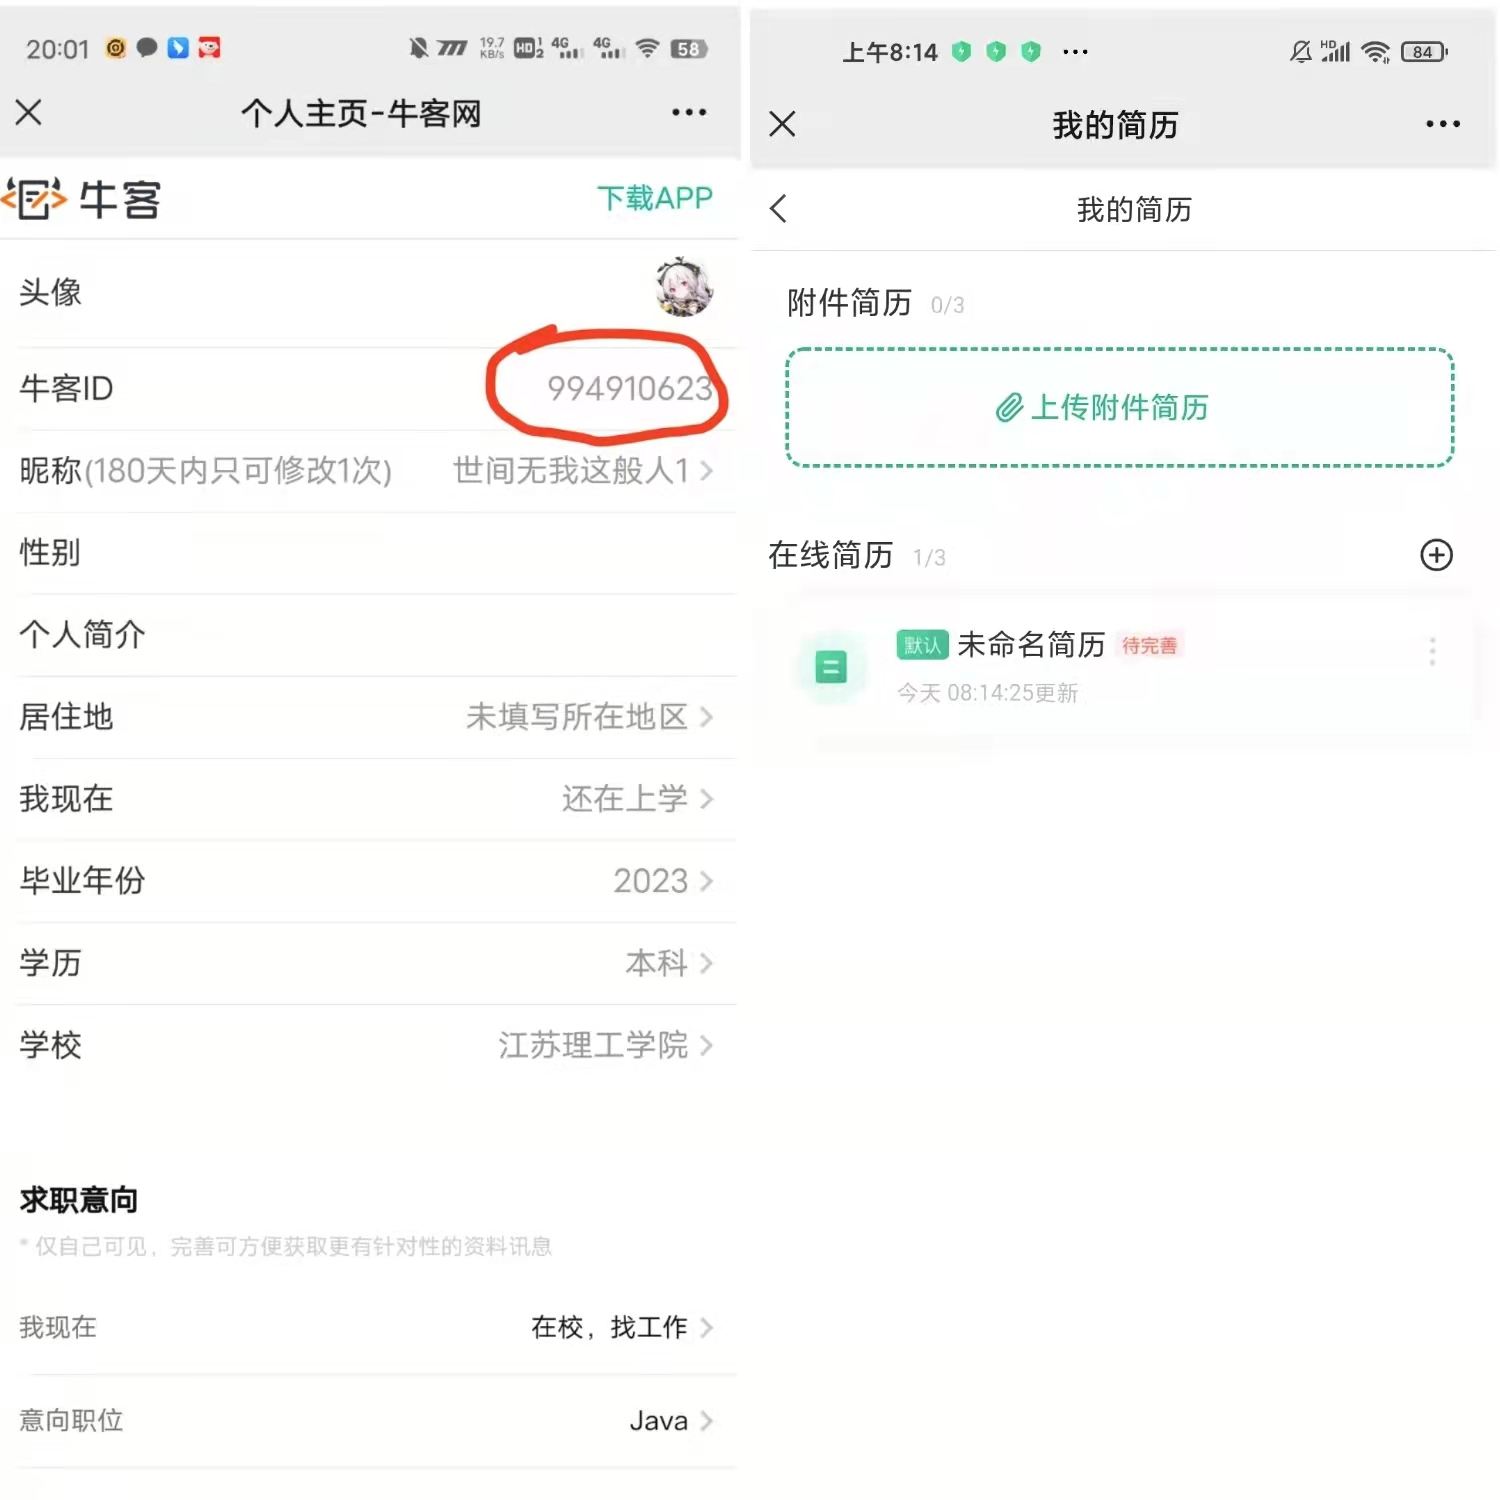 20:01
19.7 KB/s HD 1 2 4G 4G 58
个人主页-牛客网
牛客
下载APP
头像
牛客ID
994910623
昵称(180天内只可修改1次)
世间无我这般人1
性别
个人简介
居住地
未填写所在地区
我现在
还在上学
毕业年份
2023
学历
本科
学校
江苏理工学院
求职意向
* 仅自己可见，完善可方便获取更有针对性的资料讯息
我现在
在校，找工作
意向职位
Java
上午8:14
HD 84
我的简历
我的简历
附件简历 0/3
上传附件简历
在线简历 1/3
默认 未命名简历 待完善
今天 08:14:25更新